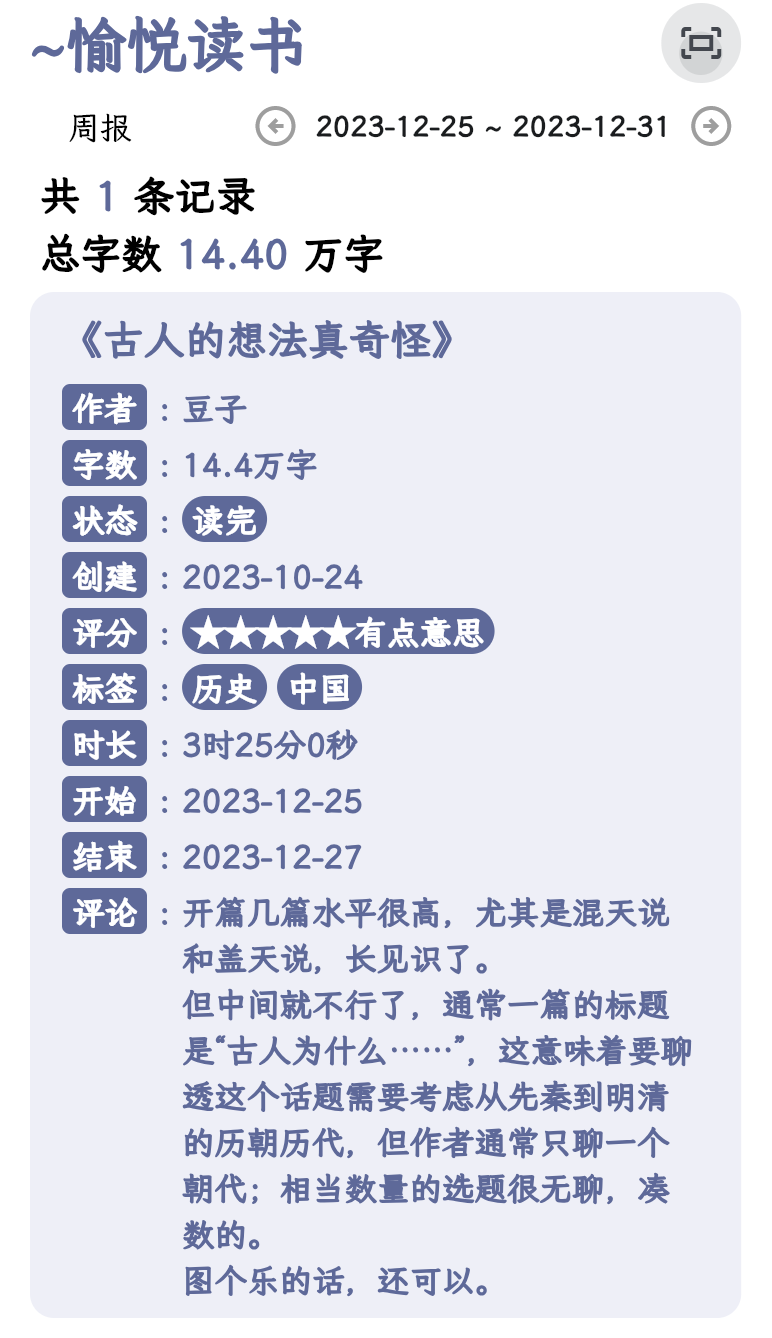 ~愉悦读书
周报
2023-12-25 ~ 2023-12-31
共 1 条记录
总字数 14.40 万字
《古人的想法真奇怪》
作者：豆子
字数：14.4万字
状态：读完
创建：2023-10-24
评分：★★★★★有点意思
标签：历史 中国
时长：3时25分0秒
开始：2023-12-25
结束：2023-12-27
评论：开篇几篇水平很高，尤其是混天说
和盖天说，长见识了。
但中间就不行了，通常一篇的标题
是“古人为什么……”，这意味着要聊
透这个话题需要考虑从先秦到明清
的历朝历代，但作者通常只聊一个
朝代；相当数量的选题很无聊，凑
数的。
图个乐的话，还可以。